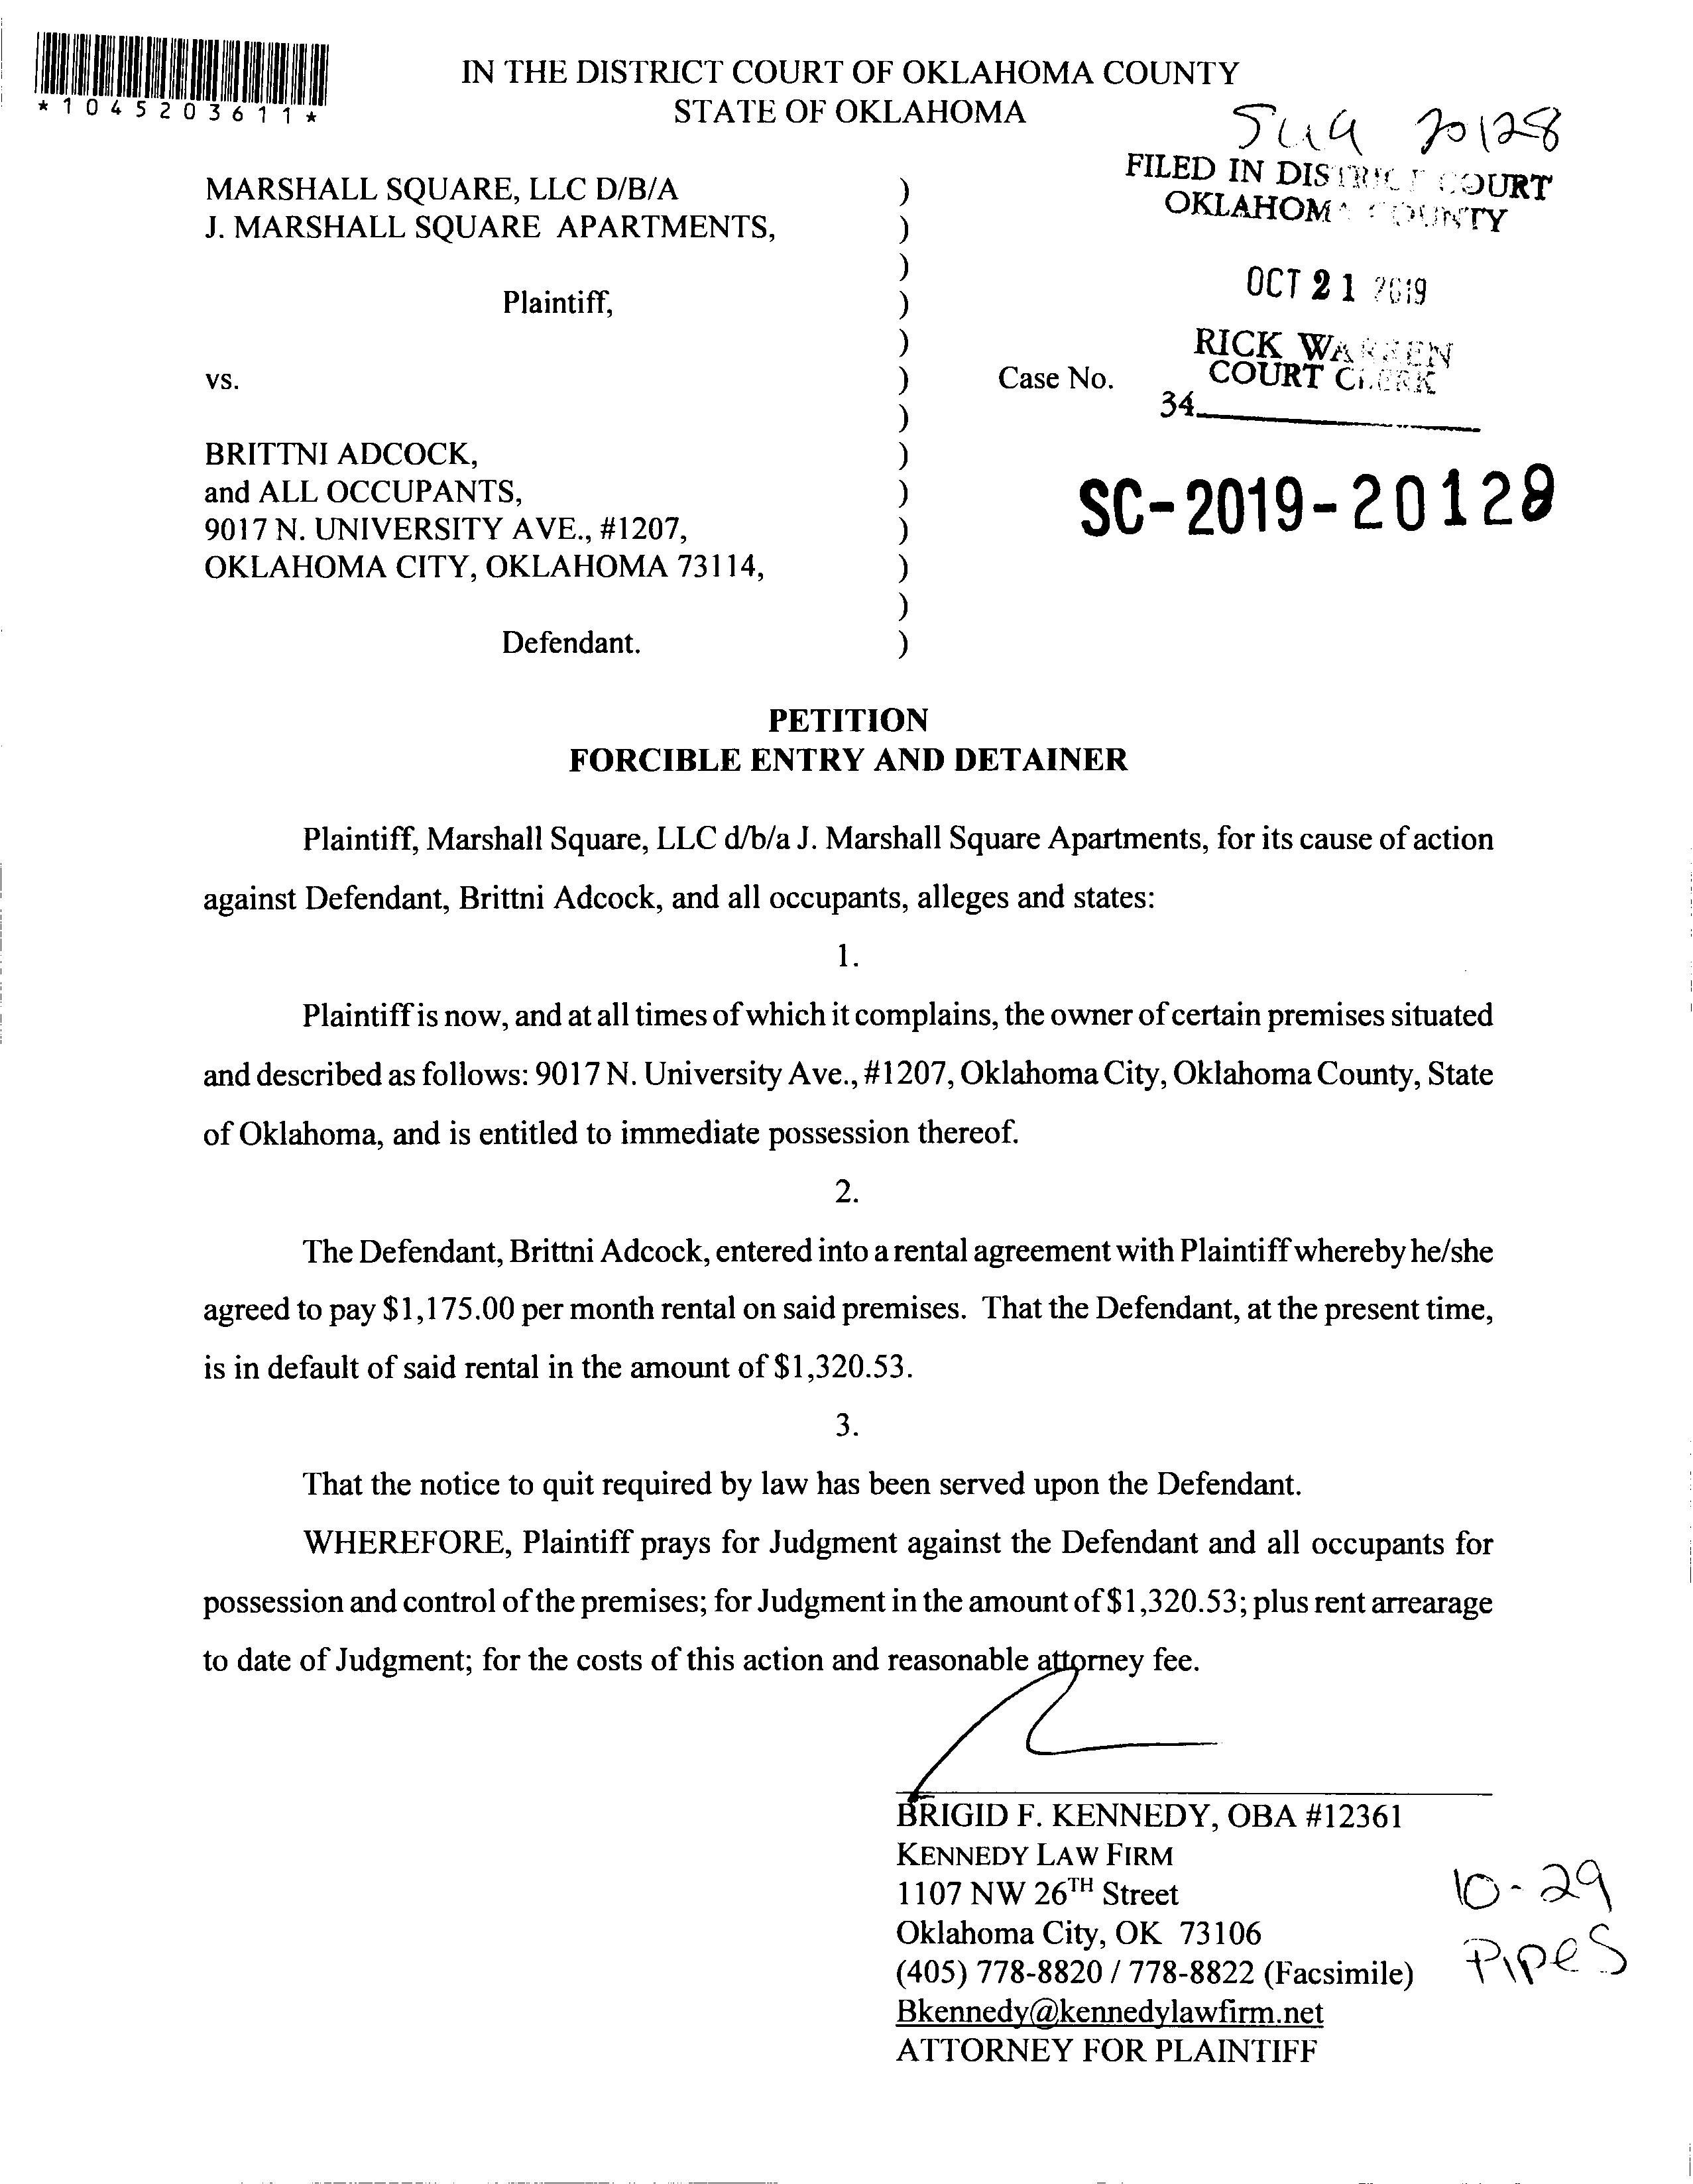 *1045203611*
IN THE DISTRICT COURT OF OKLAHOMA COUNTY
STATE OF OKLAHOMA
20128
FILED IN DISTRICT COURT
OKLAHOMA COUNTY
OCT 21 2019
RICK WARREN
COURT CLERK
34
MARSHALL SQUARE, LLC D/B/A )
J. MARSHALL SQUARE APARTMENTS, )
)
Plaintiff, )
)
vs. ) Case No.
)
BRITTNI ADCOCK, )
and ALL OCCUPANTS, )
9017 N. UNIVERSITY AVE., #1207, )
OKLAHOMA CITY, OKLAHOMA 73114, )
)
Defendant. )
SC-2019-20128
PETITION
FORCIBLE ENTRY AND DETAINER
Plaintiff, Marshall Square, LLC d/b/a J. Marshall Square Apartments, for its cause of action
against Defendant, Brittni Adcock, and all occupants, alleges and states:
1.
Plaintiff is now, and at all times of which it complains, the owner of certain premises situated
and described as follows: 9017 N. University Ave., #1207, Oklahoma City, Oklahoma County, State
of Oklahoma, and is entitled to immediate possession thereof.
2.
The Defendant, Brittni Adcock, entered into a rental agreement with Plaintiff whereby he/she
agreed to pay $1,175.00 per month rental on said premises. That the Defendant, at the present time,
is in default of said rental in the amount of $1,320.53.
3.
That the notice to quit required by law has been served upon the Defendant.
WHEREFORE, Plaintiff prays for Judgment against the Defendant and all occupants for
possession and control of the premises; for Judgment in the amount of $1,320.53; plus rent arrearage
to date of Judgment; for the costs of this action and reasonable attorney fee.
BRIGID F. KENNEDY, OBA #12361
KENNEDY LAW FIRM
1107 NW 26TH Street
Oklahoma City, OK 73106
(405) 778-8820 / 778-8822 (Facsimile)
Bkennedy@kennedylawfirm.net
ATTORNEY FOR PLAINTIFF
10-29
Pipes